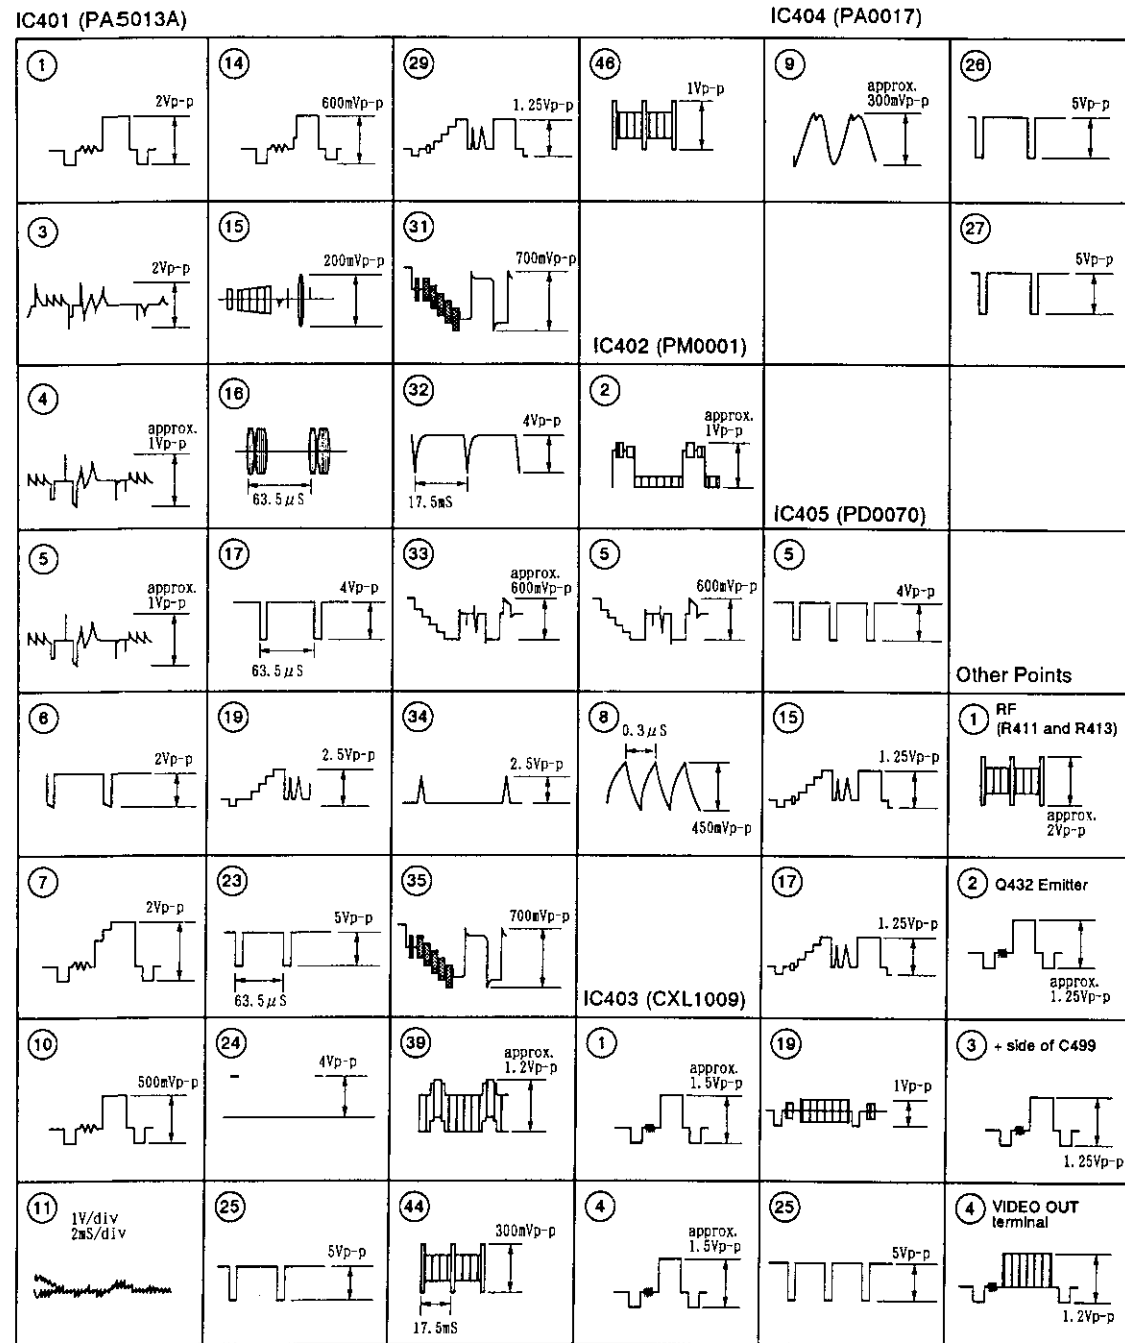 IC401 (PA5013A)
IC404 (PA0017)
1
2Vp-p
14
600mVp-p
29
1.25Vp-p
46
1Vp-p
9
approx.
300mVp-p
26
5Vp-p
3
2Vp-p
15
200mVp-p
31
700mVp-p
IC402 (PM0001)
27
5Vp-p
4
approx.
1Vp-p
16
63.5μS
32
4Vp-p
17.5mS
2
approx.
1Vp-p
IC405 (PD0070)
5
approx.
1Vp-p
17
4Vp-p
63.5μS
33
approx.
600mVp-p
5
600mVp-p
5
4Vp-p
Other Points
6
2Vp-p
19
2.5Vp-p
34
2.5Vp-p
8
0.3μS
450mVp-p
15
1.25Vp-p
1 RF
(R411 and R413)
approx.
2Vp-p
7
2Vp-p
23
5Vp-p
63.5μS
35
700mVp-p
IC403 (CXL1009)
17
1.25Vp-p
2 Q432 Emitter
approx.
1.25Vp-p
10
500mVp-p
24
4Vp-p
39
approx.
1.2Vp-p
1
approx.
1.5Vp-p
19
1Vp-p
3 + side of C499
1.25Vp-p
11
1V/div
2mS/div
25
5Vp-p
44
300mVp-p
17.5mS
4
approx.
1.5Vp-p
25
5Vp-p
4 VIDEO OUT
terminal
1.2Vp-p